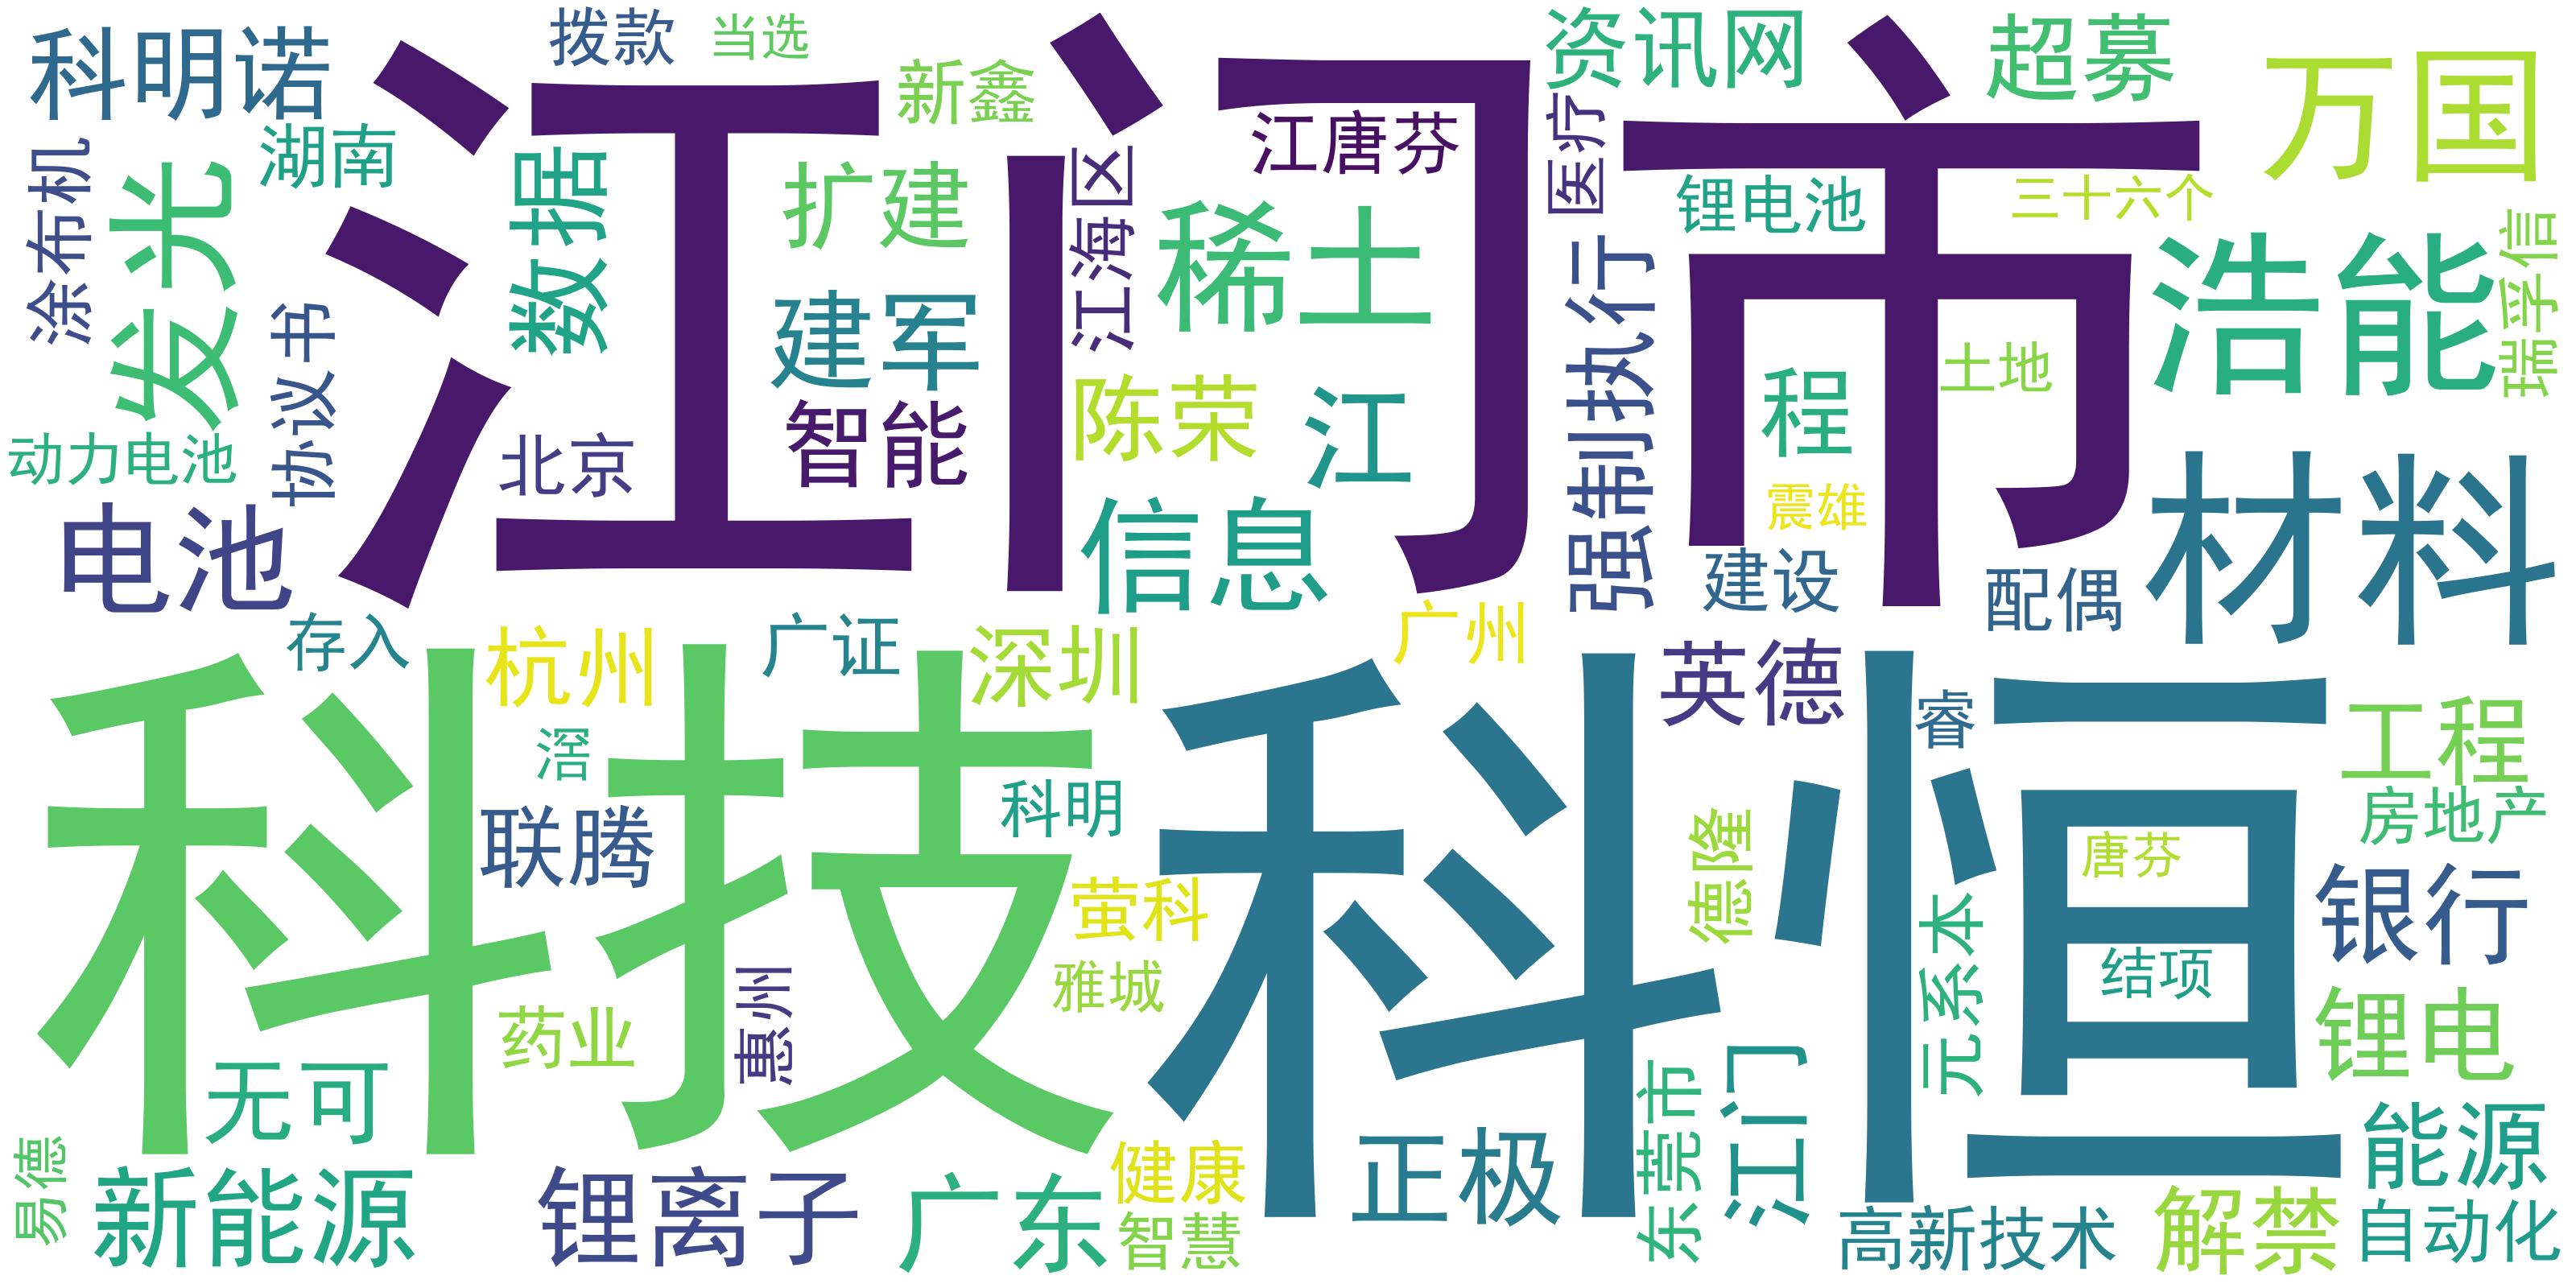 科明诺
拨款
当选
新鑫
资讯网
超募
万国
江门市
湖南
涂布机
发光
数据
扩建
江海区
江唐芬
稀土
医疗
锂电池
三十六个
浩能
瑞孚信
协议书
建军
陈荣
江
强制执行
程
土地
动力电池
北京
智能
信息
震雄
材料
电池
建设
配偶
存入
杭州
广证
深圳
广州
英德
科技
科恒
睿
工程
滘
联腾
科明
德隆
唐芬
房地产
银行
萤科
雅城
元系本
结项
锂电
无可
药业
惠州
东莞市
江门
能源
易德
新能源
锂离子
广东
健康
智慧
正极
高新技术
解禁
自动化